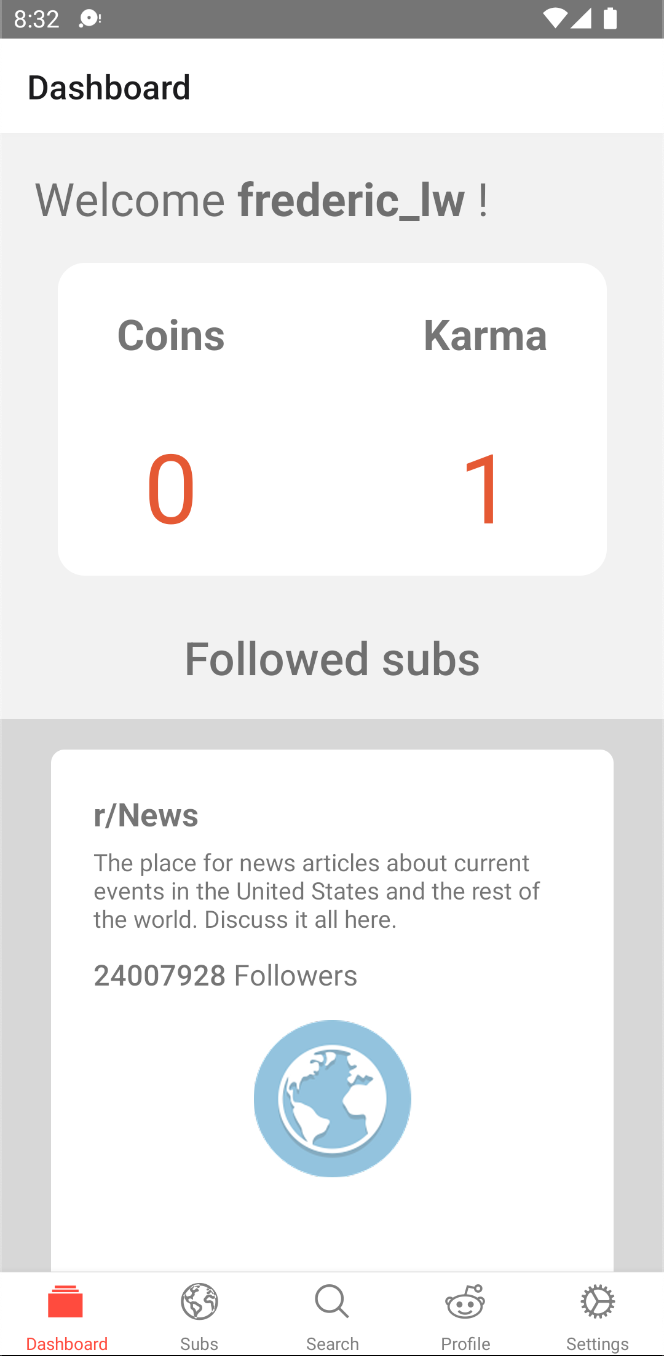 8:32
Dashboard
Welcome frederic_lw !
Coins Karma
0 1
Followed subs
r/News
The place for news articles about current
events in the United States and the rest of
the world. Discuss it all here.
24007928 Followers
Dashboard Subs Search Profile Settings